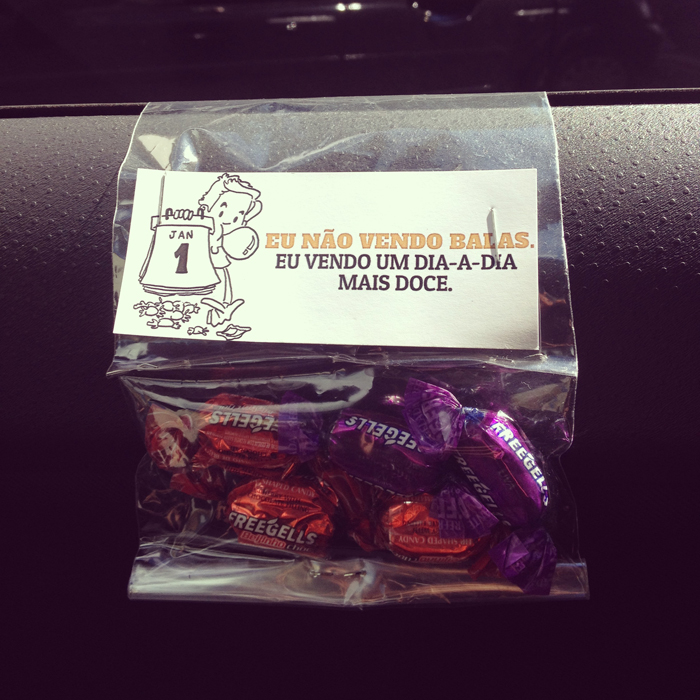 JAN
1
EU NÃO VENDO BALAS.
EU VENDO UM DIA-A-DIA
MAIS DOCE.
FREEGELLS
FREEGELLS
FREEGELLS
FREEGELLS